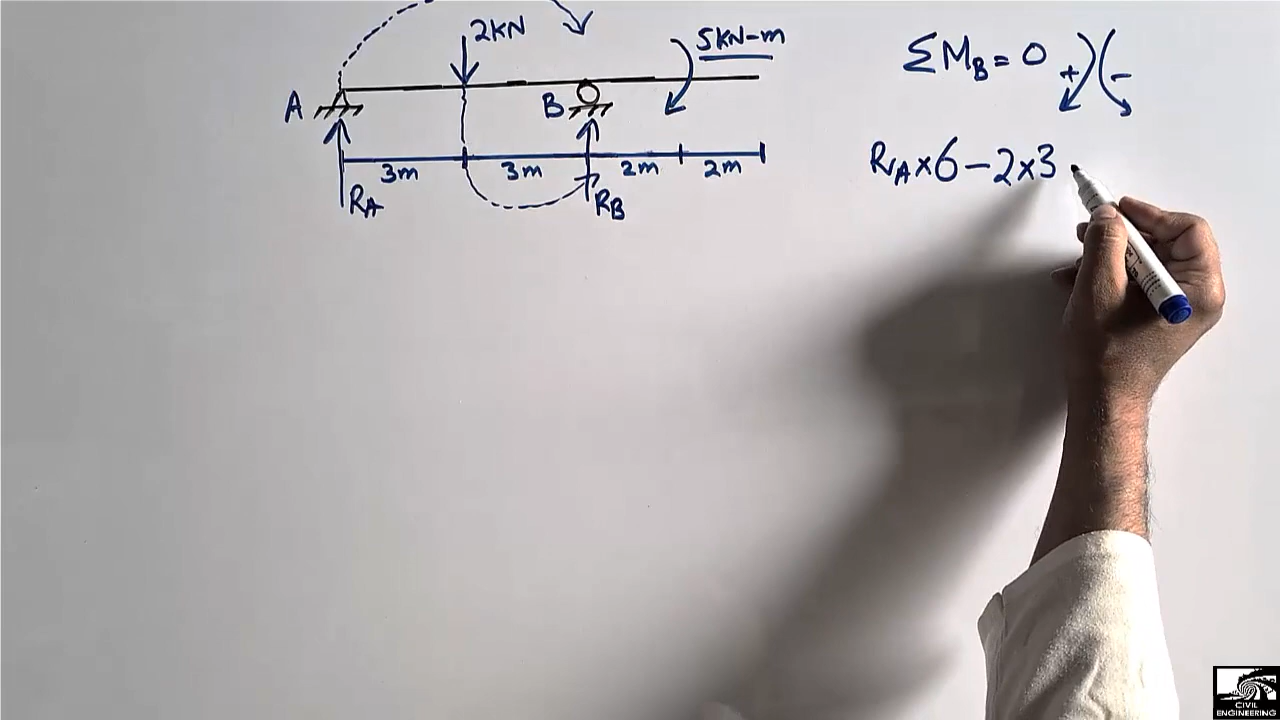 2KN
5KN-m
ΣM_B = 0 + -
A
B
R_A×6-2×3
3m 3m 2m 2m
R_A R_B
CIVIL
ENGINEERING